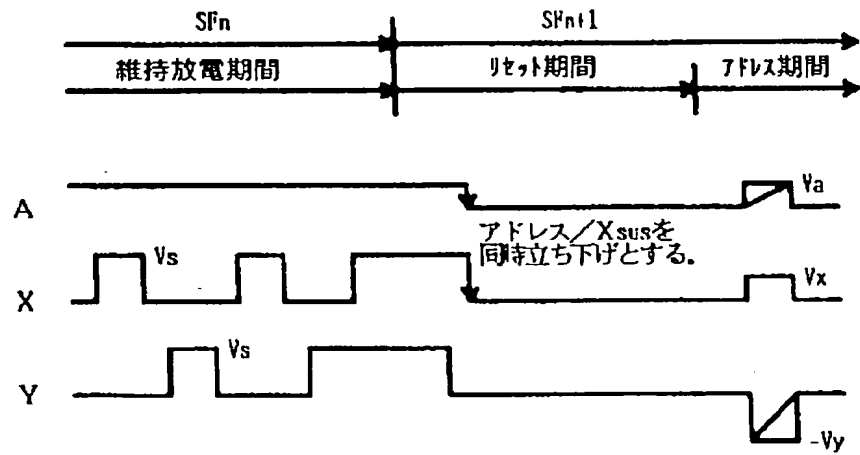 SFn
SFn+1
維持放電期間
リセット期間
アドレス期間
A
Va
アドレス/Xsusを
同時立ち下げとする.
Vs
X
Vx
Vs
Y
-Vy